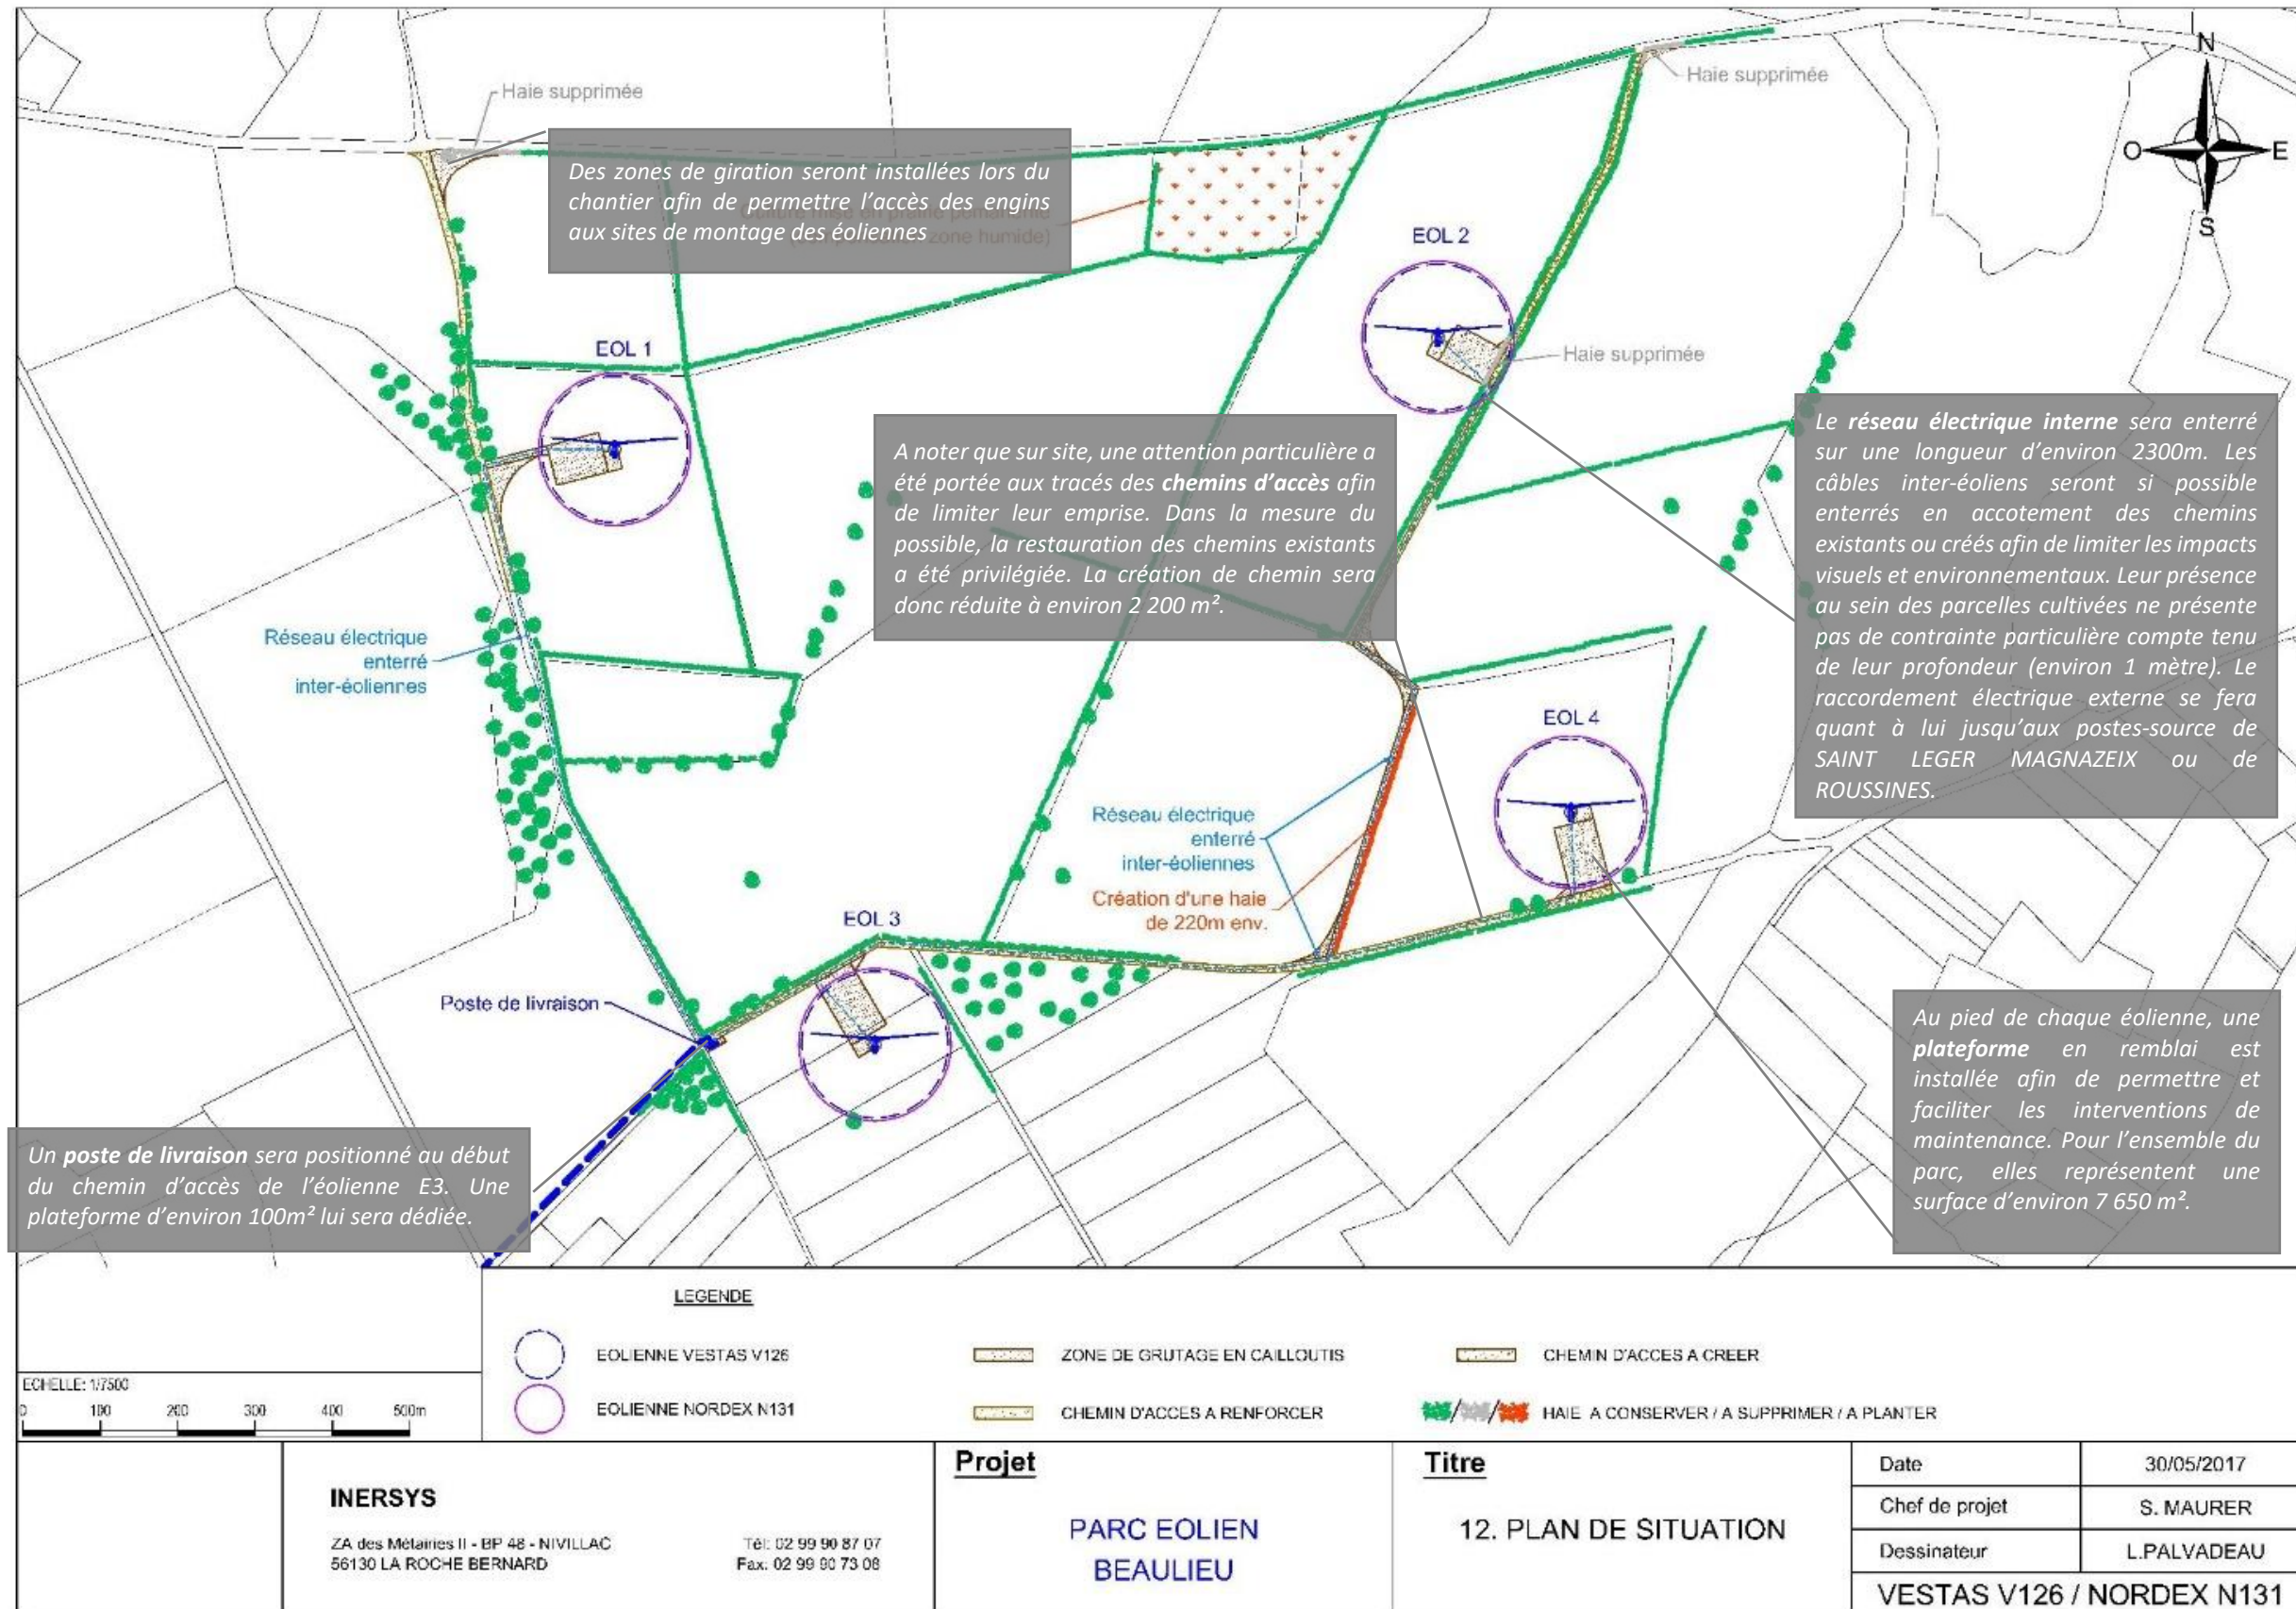 Haie supprimée
Haie supprimée
N
O
E
S
Des zones de giration seront installées lors du
chantier afin de permettre l'accès des engins
aux sites de montage des éoliennes
zone humide)
EOL 2
EOL 1
Haie supprimée
A noter que sur site, une attention particulière a
été portée aux tracés des chemins d'accès afin
de limiter leur emprise. Dans la mesure du
possible, la restauration des chemins existants
a été privilégiée. La création de chemin sera
donc réduite à environ 2 200 m².
Le réseau électrique interne sera enterré
sur une longueur d'environ 2300m. Les
câbles inter-éoliens seront si possible
enterrés en accotement des chemins
existants ou créés afin de limiter les impacts
visuels et environnementaux. Leur présence
au sein des parcelles cultivées ne présente
pas de contrainte particulière compte tenu
de leur profondeur (environ 1 mètre). Le
raccordement électrique externe se fera
quant à lui jusqu'aux postes-source de
SAINT LEGER MAGNAZEIX ou de
ROUSSINES.
Réseau électrique
enterré
inter-éoliennes
EOL 4
Réseau électrique
enterré
inter-éoliennes
Création d'une haie
de 220m env.
EOL 3
Poste de livraison
Au pied de chaque éolienne, une
plateforme en remblai est
installée afin de permettre et
faciliter les interventions de
maintenance. Pour l'ensemble du
parc, elles représentent une
surface d'environ 7 650 m².
Un poste de livraison sera positionné au début
du chemin d'accès de l'éolienne E3. Une
plateforme d'environ 100m² lui sera dédiée.
LEGENDE
EOLIENNE VESTAS V126
ZONE DE GRUTAGE EN CAILLOUTIS
CHEMIN D'ACCES A CREER
EOLIENNE NORDEX N131
CHEMIN D'ACCES A RENFORCER
HAIE A CONSERVER / A SUPPRIMER / A PLANTER
ECHELLE: 1/7500
0 100 200 300 400 500m
INERSYS
ZA des Métairies II - BP 48 - NIVILLAC
56130 LA ROCHE BERNARD
Tél: 02 99 90 87 07
Fax: 02 99 90 73 08
Projet
PARC EOLIEN
BEAULIEU
Titre
12. PLAN DE SITUATION
Date 30/05/2017
Chef de projet S. MAURER
Dessinateur L.PALVADEAU
VESTAS V126 / NORDEX N131